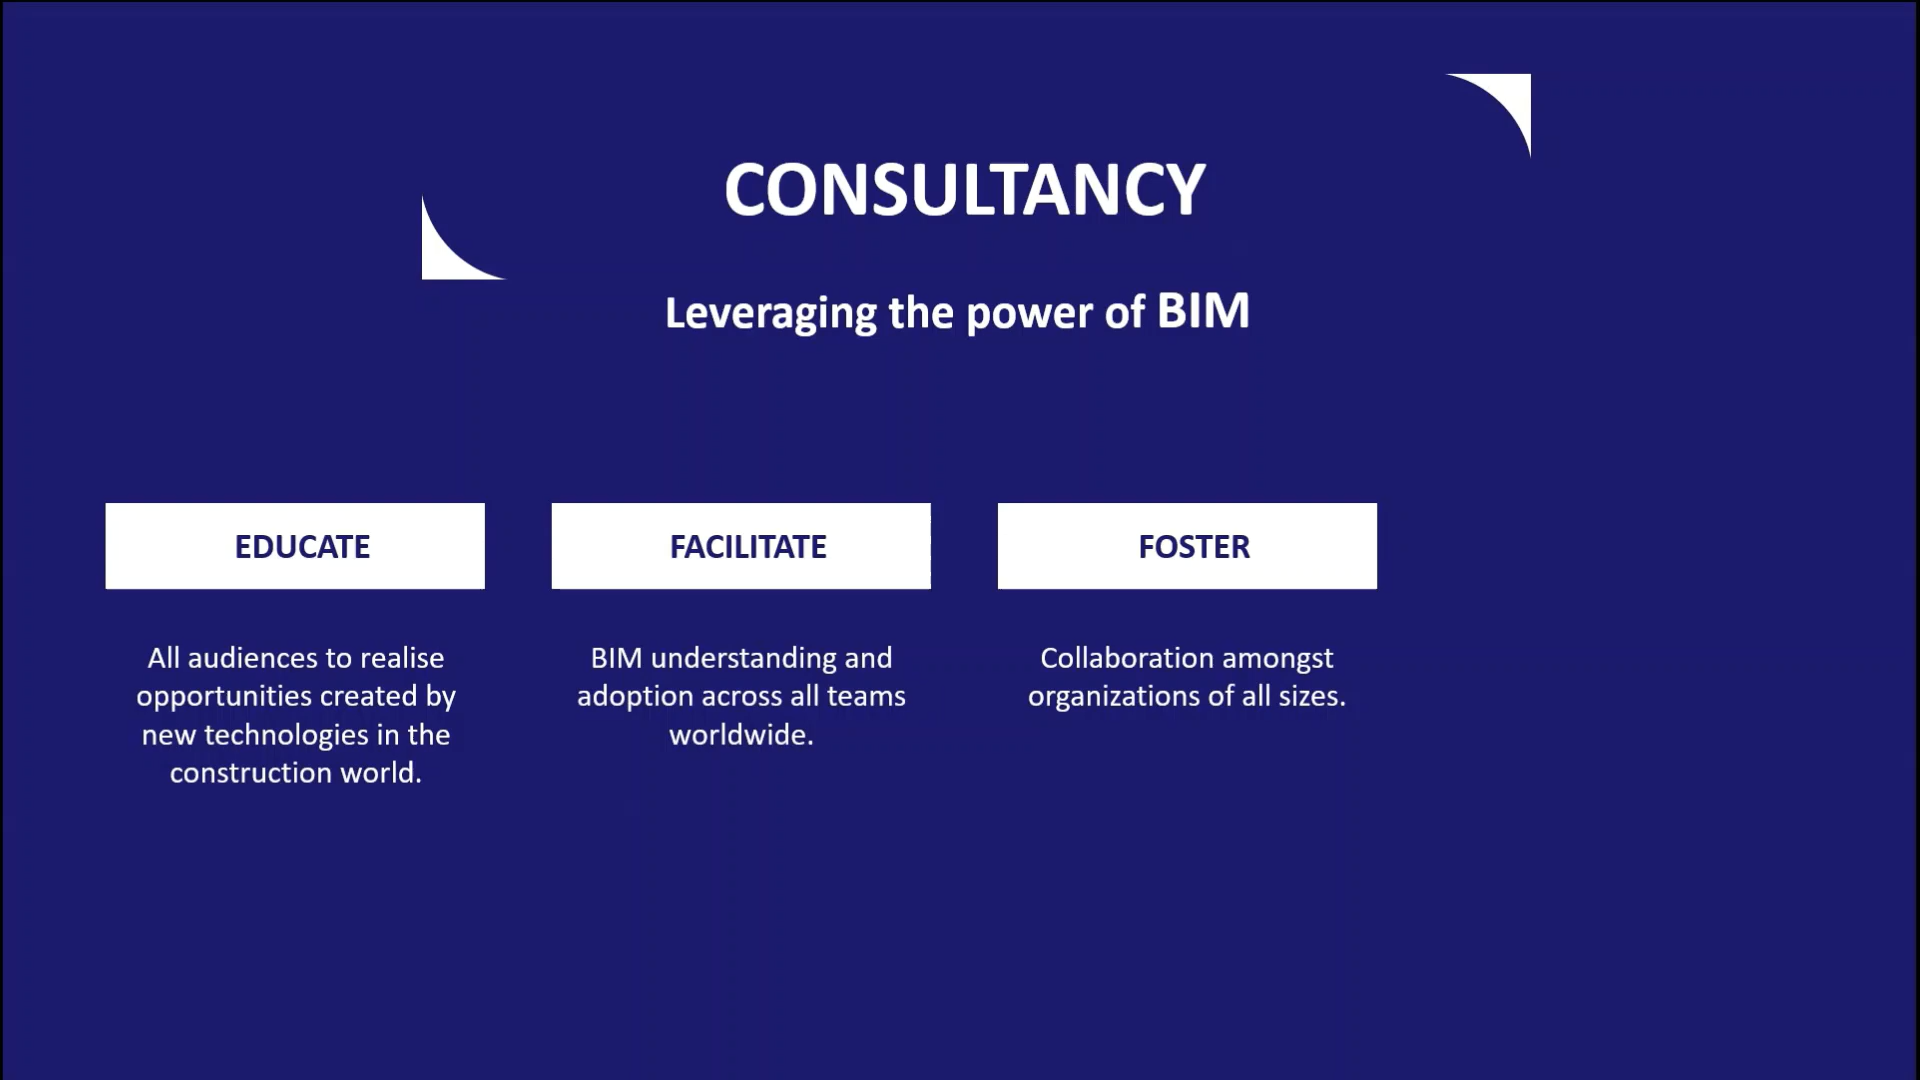 CONSULTANCY
Leveraging the power of BIM
EDUCATE
All audiences to realise
opportunities created by
new technologies in the
construction world.
FACILITATE
BIM understanding and
adoption across all teams
worldwide.
FOSTER
Collaboration amongst
organizations of all sizes.